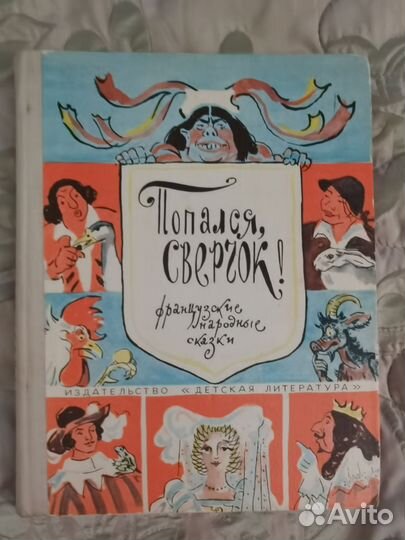 Попался,
сверчок!
французские
народные
сказки
ИЗДАТЕЛЬСТВО «ДЕТСКАЯ ЛИТЕРАТУРА»
Avito